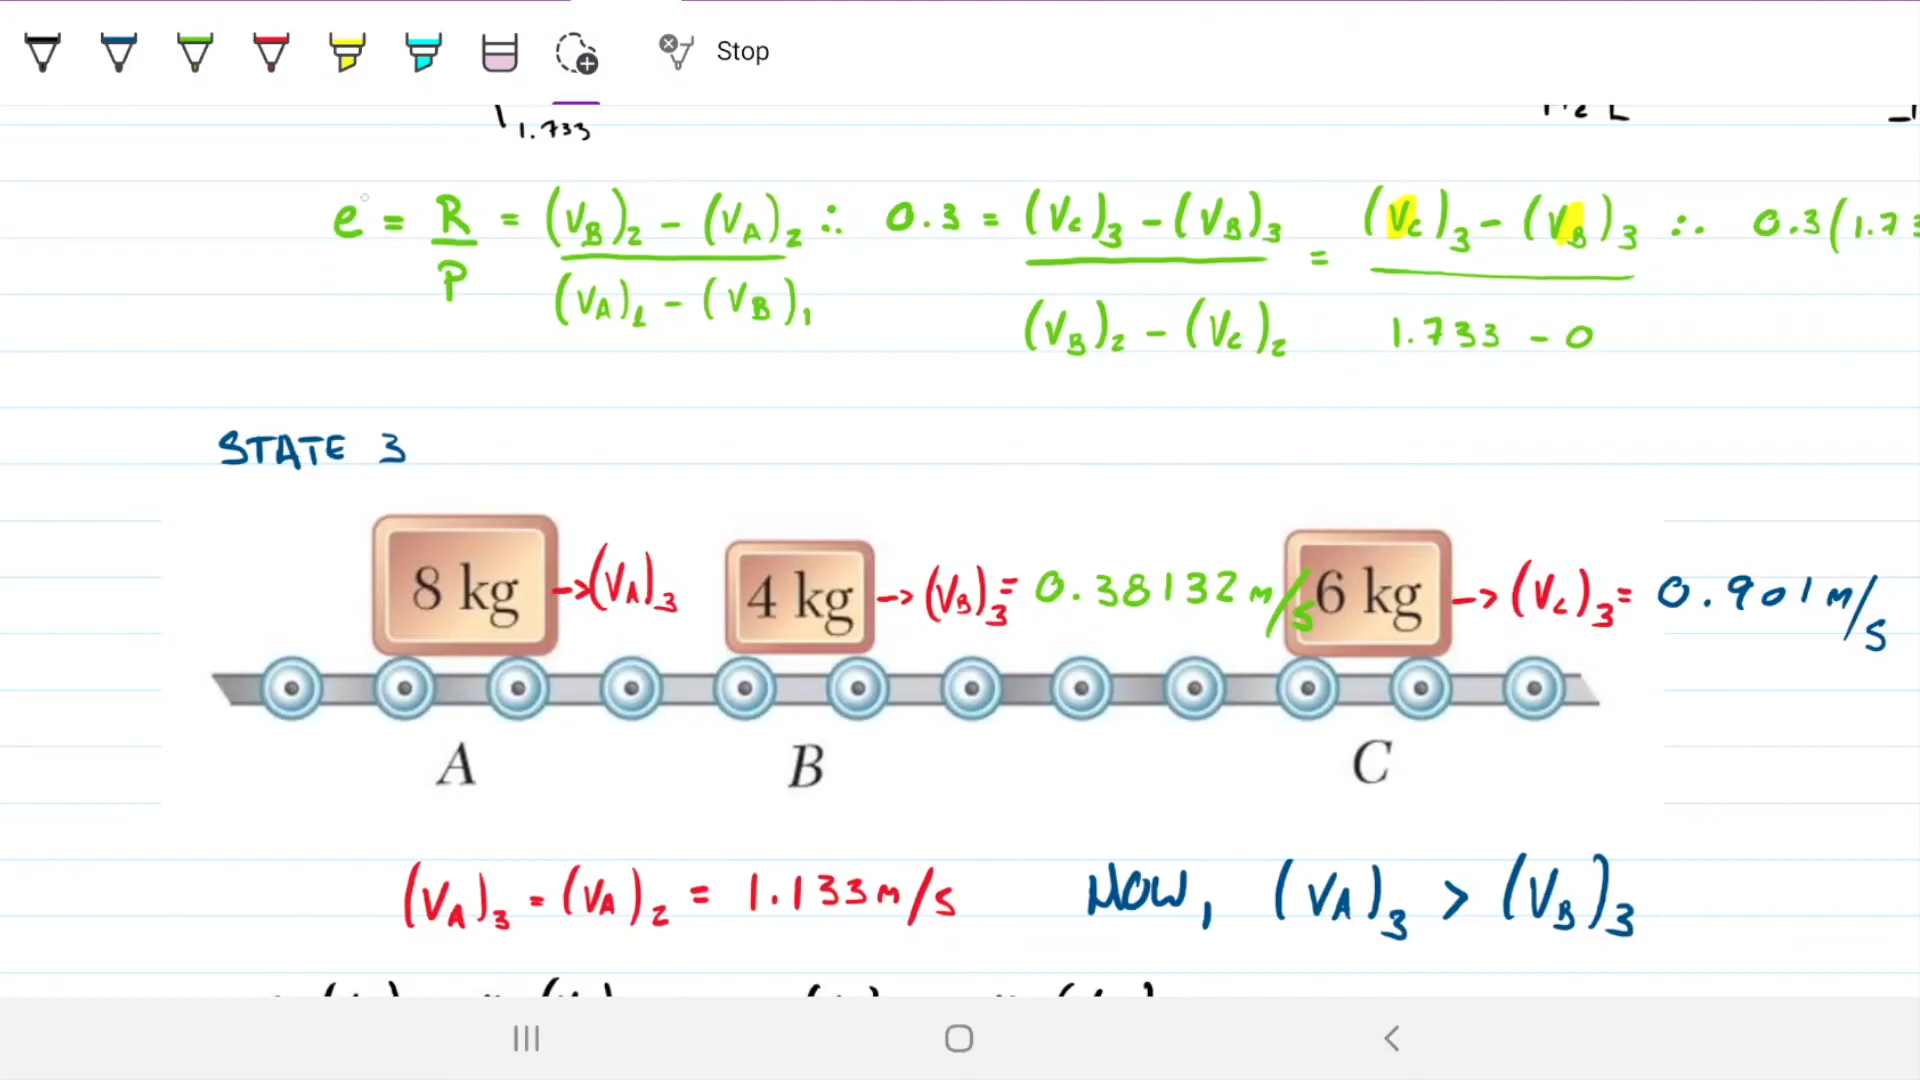 Stop
1.733
e = R/P = (VB)2 - (VA)2 / (VA)1 - (VB)1 ∴ 0.3 = (VC)3 - (VB)3 / (VB)2 - (VC)2 = (VC)3 - (VB)3 / 1.733 - 0 ∴ 0.3(1.73
STATE 3
8 kg →(VA)3 4 kg → (VB)3 = 0.38132 m/s 6 kg → (VC)3 = 0.901 m/s
A B C
(VA)3 = (VA)2 = 1.133 m/s NOW, (VA)3 > (VB)3